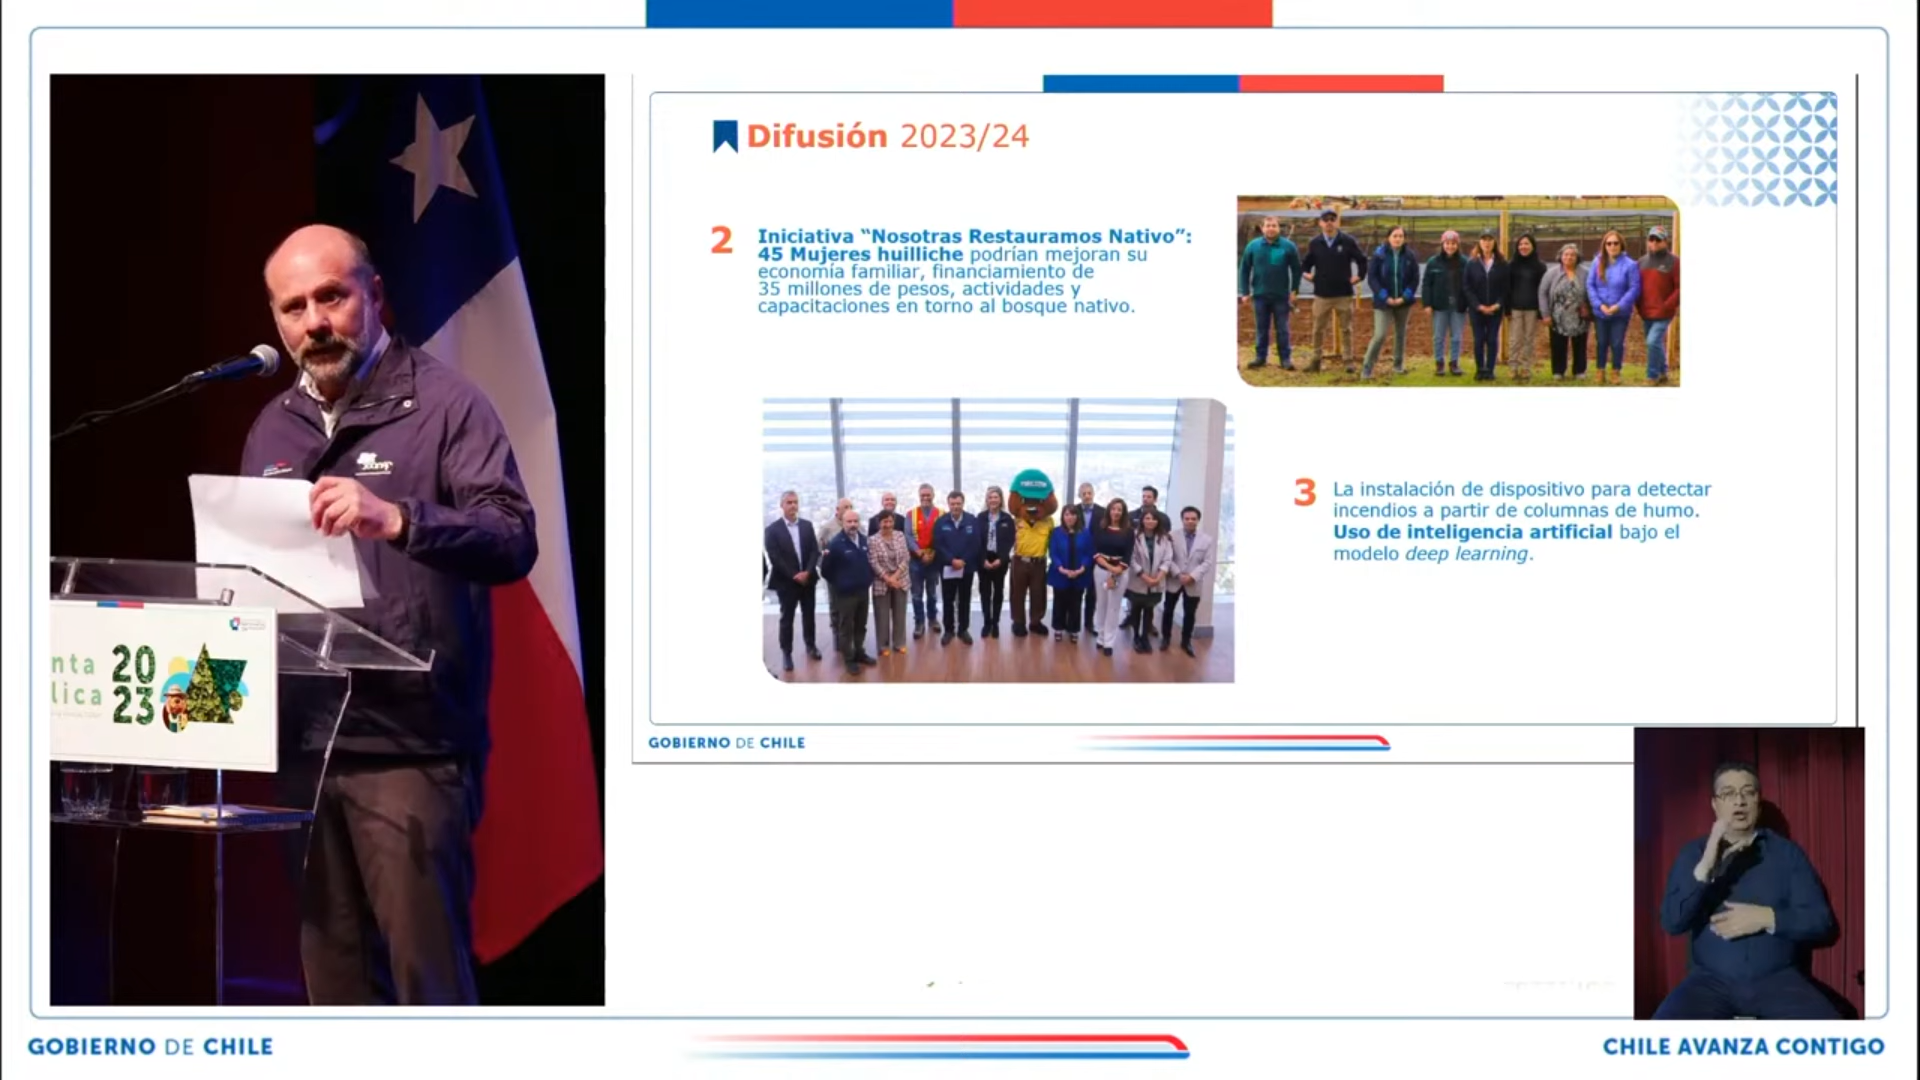 Difusión 2023/24
2
Iniciativa “Nosotras Restauramos Nativo”:
45 Mujeres huilliche podrían mejoran su
economía familiar, financiamiento de
35 millones de pesos, actividades y
capacitaciones en torno al bosque nativo.
3
La instalación de dispositivo para detectar
incendios a partir de columnas de humo.
Uso de inteligencia artificial bajo el
modelo deep learning.
GOBIERNO DE CHILE
nta
lica
20
23
GOBIERNO DE CHILE
CHILE AVANZA CONTIGO